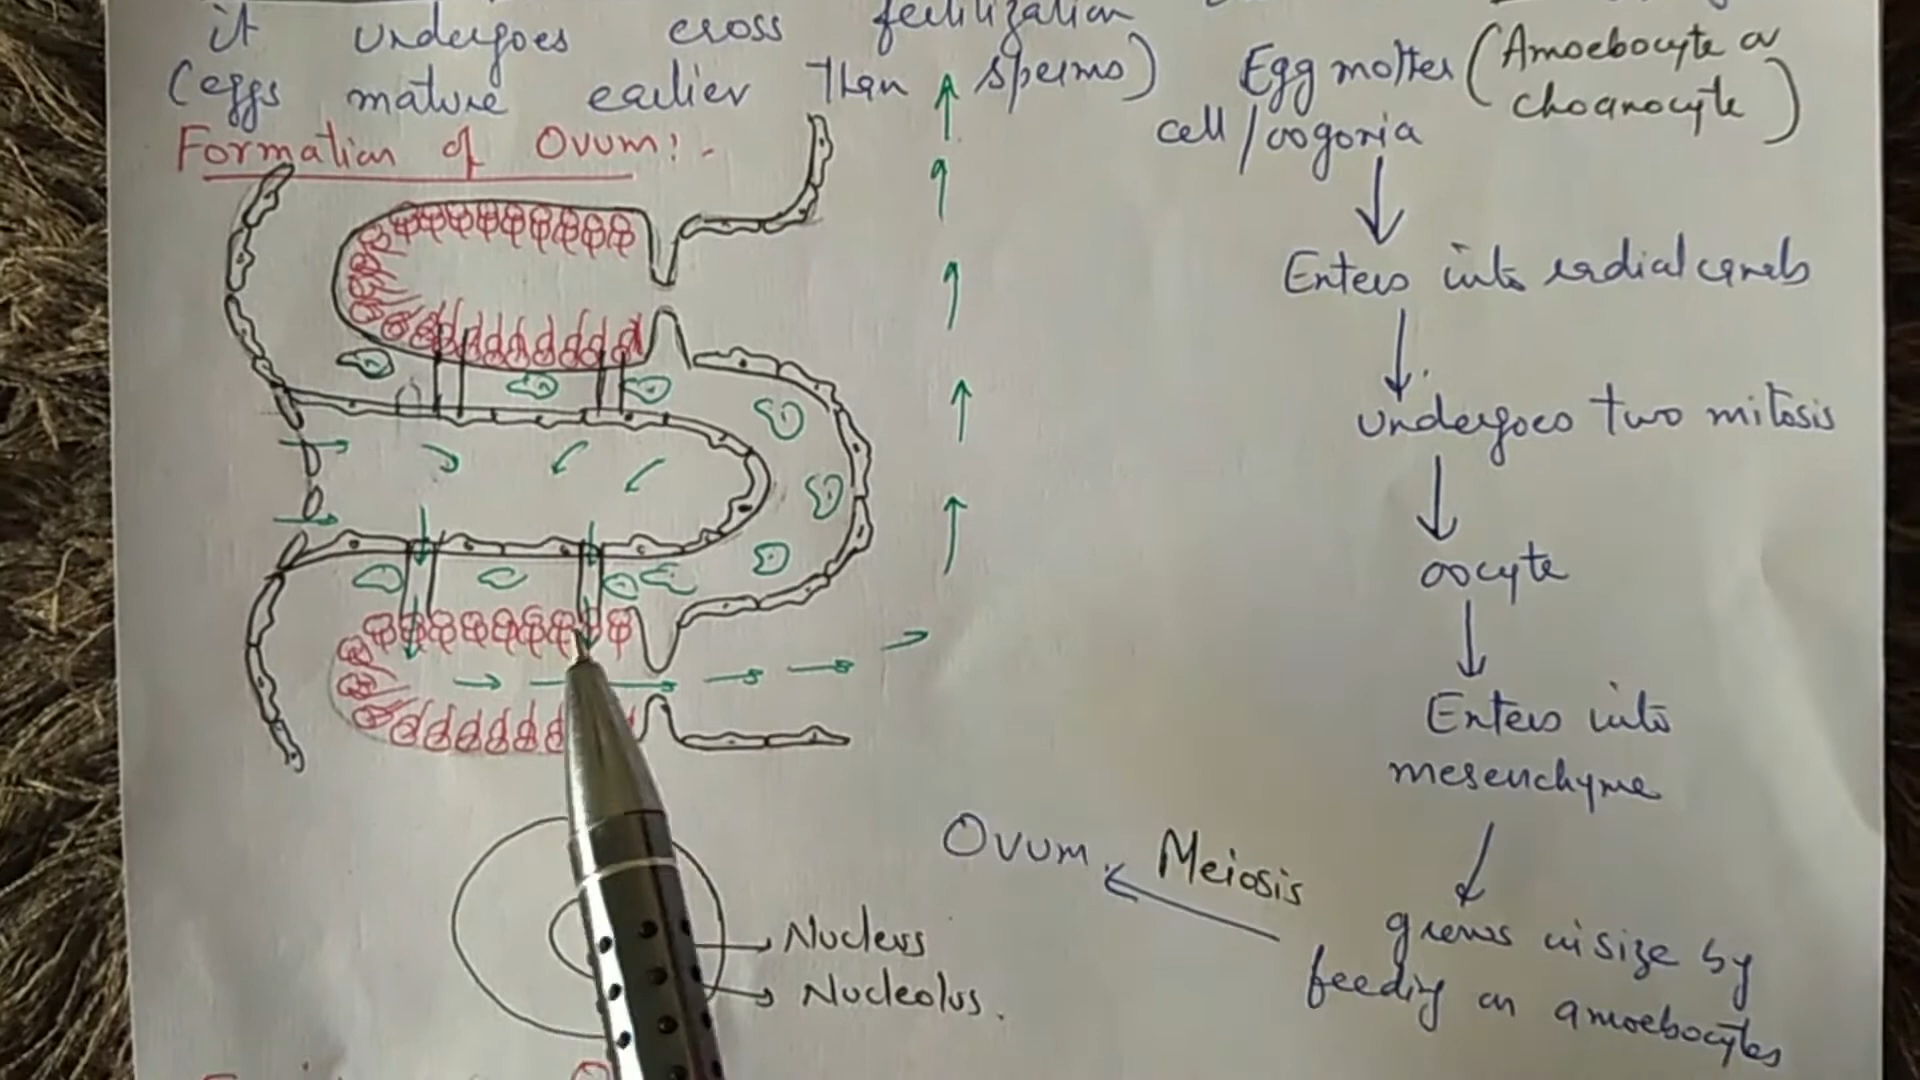 it undergoes cross fertilization
(eggs mature earlier than sperms)
Formation of Ovum:-
Egg mother (Amoebocyte or
cell/oogonia choanocyte)
Enters into radial canals
undergoes two mitosis
oocyte
Enters into
mesenchyme
grows in size by
feeding on amoebocytes
Meiosis
Ovum
Nucleus
Nucleolus.